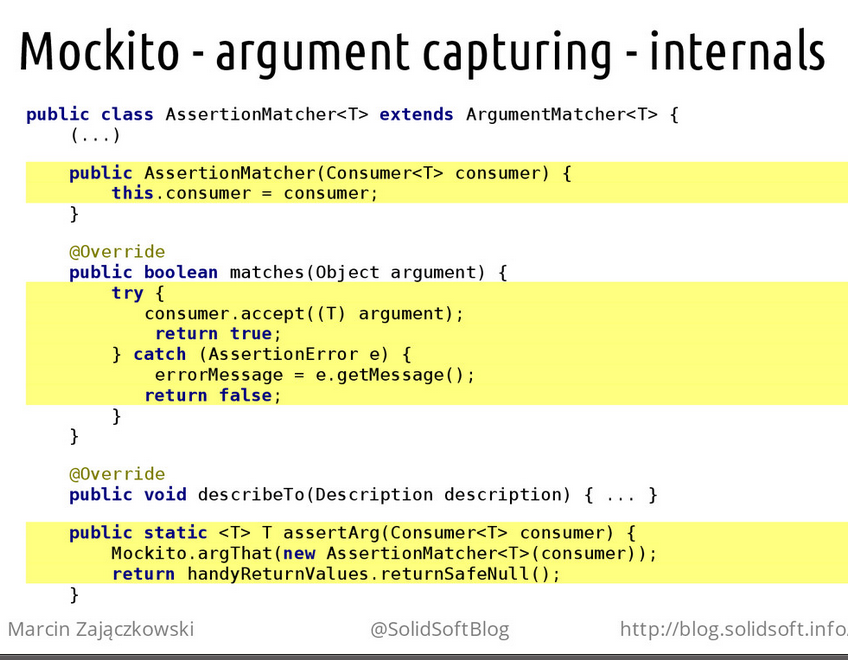 Mockito - argument capturing - internals
public class AssertionMatcher<T> extends ArgumentMatcher<T> {
    (...)
    public AssertionMatcher(Consumer<T> consumer) {
        this.consumer = consumer;
    }
    @Override
    public boolean matches(Object argument) {
        try {
           consumer.accept((T) argument);
            return true;
        } catch (AssertionError e) {
            errorMessage = e.getMessage();
           return false;
        }
    }
    @Override
    public void describeTo(Description description) { ... }
    public static <T> T assertArg(Consumer<T> consumer) {
        Mockito.argThat(new AssertionMatcher<T>(consumer));
        return handyReturnValues.returnSafeNull();
    }
Marcin Zajączkowski @SolidSoftBlog http://blog.solidsoft.info/